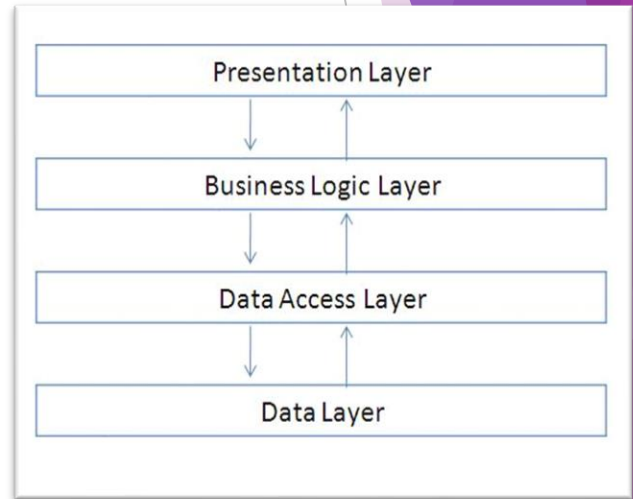 Presentation Layer
Business Logic Layer
Data Access Layer
Data Layer